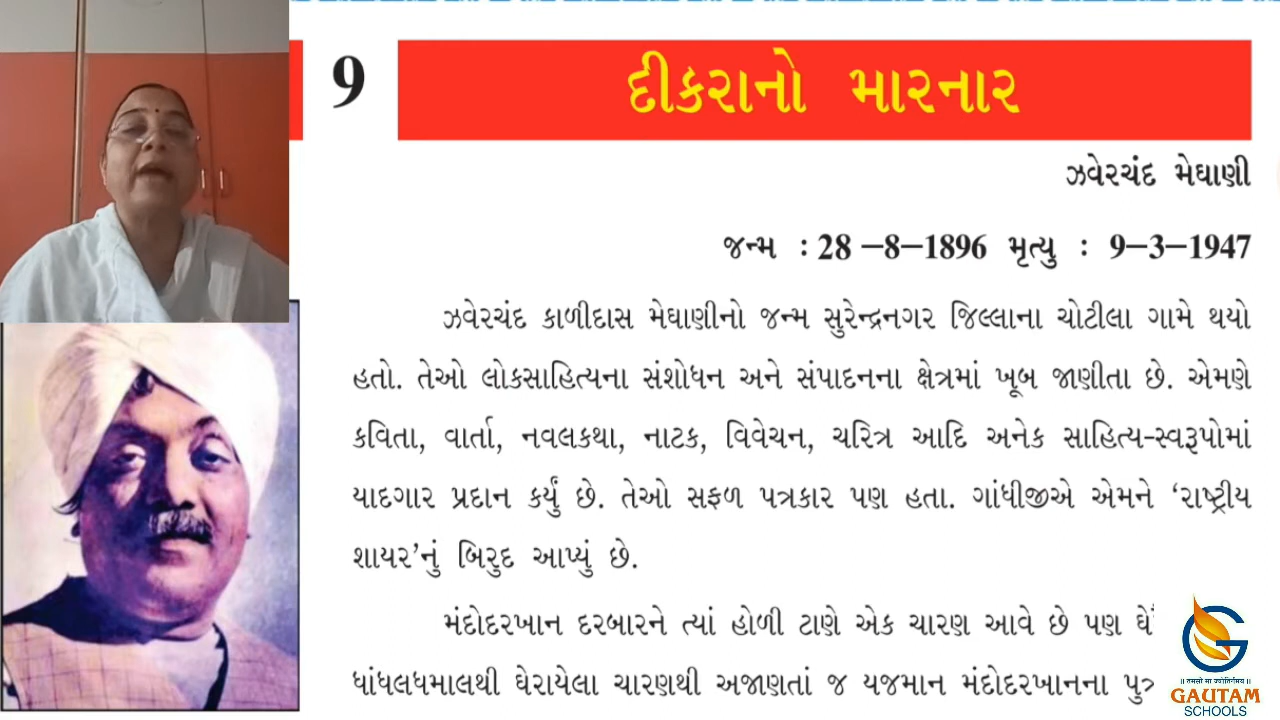 9
દીકરાનો મારનાર
ઝવેરચંદ મેઘાણી
જન્મ : 28 –8–1896 મૃત્યુ : 9–3–1947
ઝવેરચંદ કાળીદાસ મેઘાણીનો જન્મ સુરેન્દ્રનગર જિલ્લાના ચોટીલા ગામે થયો
હતો. તેઓ લોકસાહિત્યના સંશોધન અને સંપાદનના ક્ષેત્રમાં ખૂબ જાણીતા છે. એમણે
કવિતા, વાર્તા, નવલકથા, નાટક, વિવેચન, ચરિત્ર આદિ અનેક સાહિત્ય-સ્વરૂપોમાં
યાદગાર પ્રદાન કર્યું છે. તેઓ સફળ પત્રકાર પણ હતા. ગાંધીજીએ એમને ‘રાષ્ટ્રીય
શાયર’નું બિરુદ આપ્યું છે.
મંદોદરખાન દરબારને ત્યાં હોળી ટાણે એક ચારણ આવે છે પણ
ધાંધલધમાલથી ઘેરાયેલા ચારણથી અજાણતાં જ યજમાન મંદોદરખાનના પુત્ર
॥ तमसो मा ज्योतिर्गमय ॥
GAUTAM
SCHOOLS